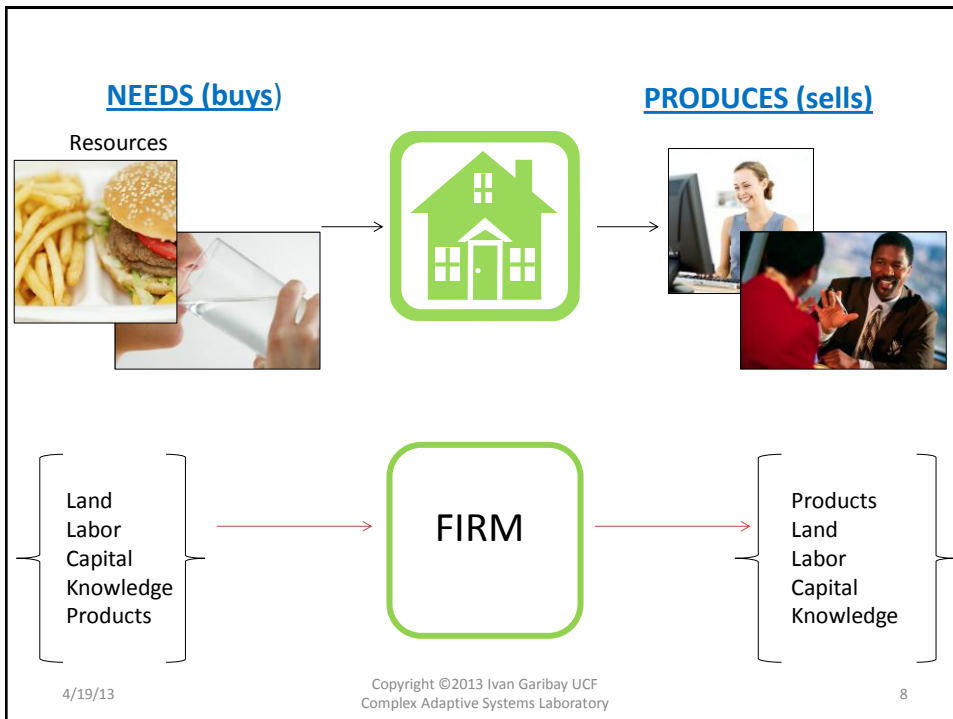 NEEDS (buys)
PRODUCES (sells)
Resources
Land
Labor
Capital
Knowledge
Products
FIRM
Products
Land
Labor
Capital
Knowledge
4/19/13
Copyright ©2013 Ivan Garibay UCF
Complex Adaptive Systems Laboratory
8